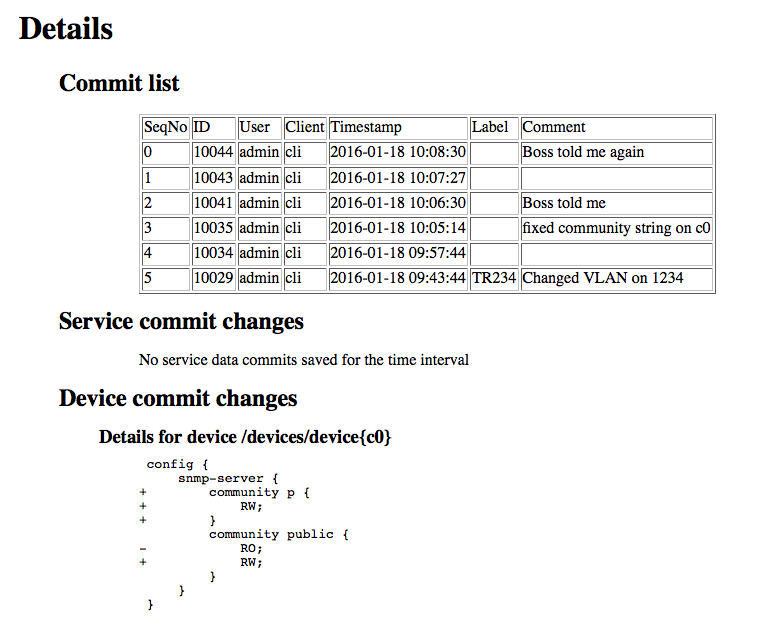 Details
Commit list
SeqNo ID User Client Timestamp Label Comment
0 10044 admin cli 2016-01-18 10:08:30 Boss told me again
1 10043 admin cli 2016-01-18 10:07:27
2 10041 admin cli 2016-01-18 10:06:30 Boss told me
3 10035 admin cli 2016-01-18 10:05:14 fixed community string on c0
4 10034 admin cli 2016-01-18 09:57:44
5 10029 admin cli 2016-01-18 09:43:44 TR234 Changed VLAN on 1234
Service commit changes
No service data commits saved for the time interval
Device commit changes
Details for device /devices/device{c0}
 config {
     snmp-server {
+        community p {
+            RW;
+        }
         community public {
-            RO;
+            RW;
         }
     }
 }